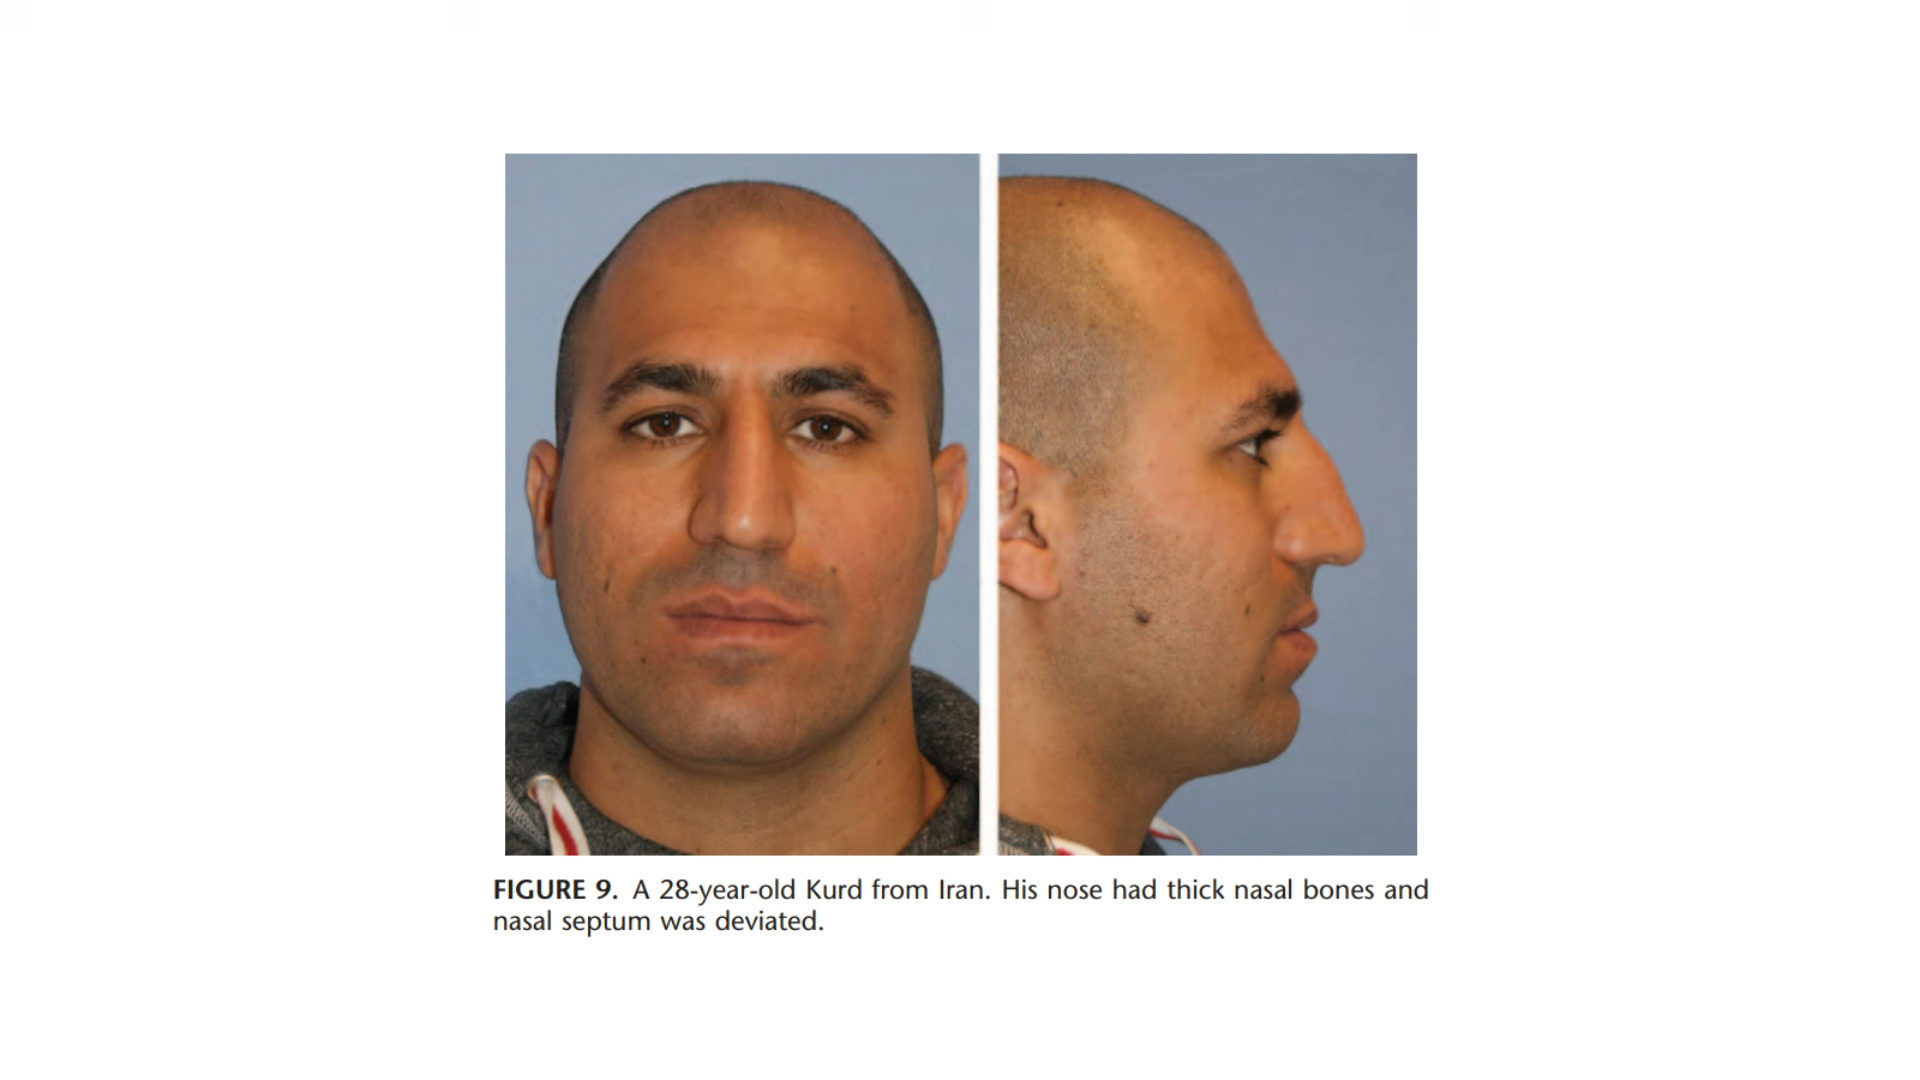 FIGURE 9. A 28-year-old Kurd from Iran. His nose had thick nasal bones and
nasal septum was deviated.